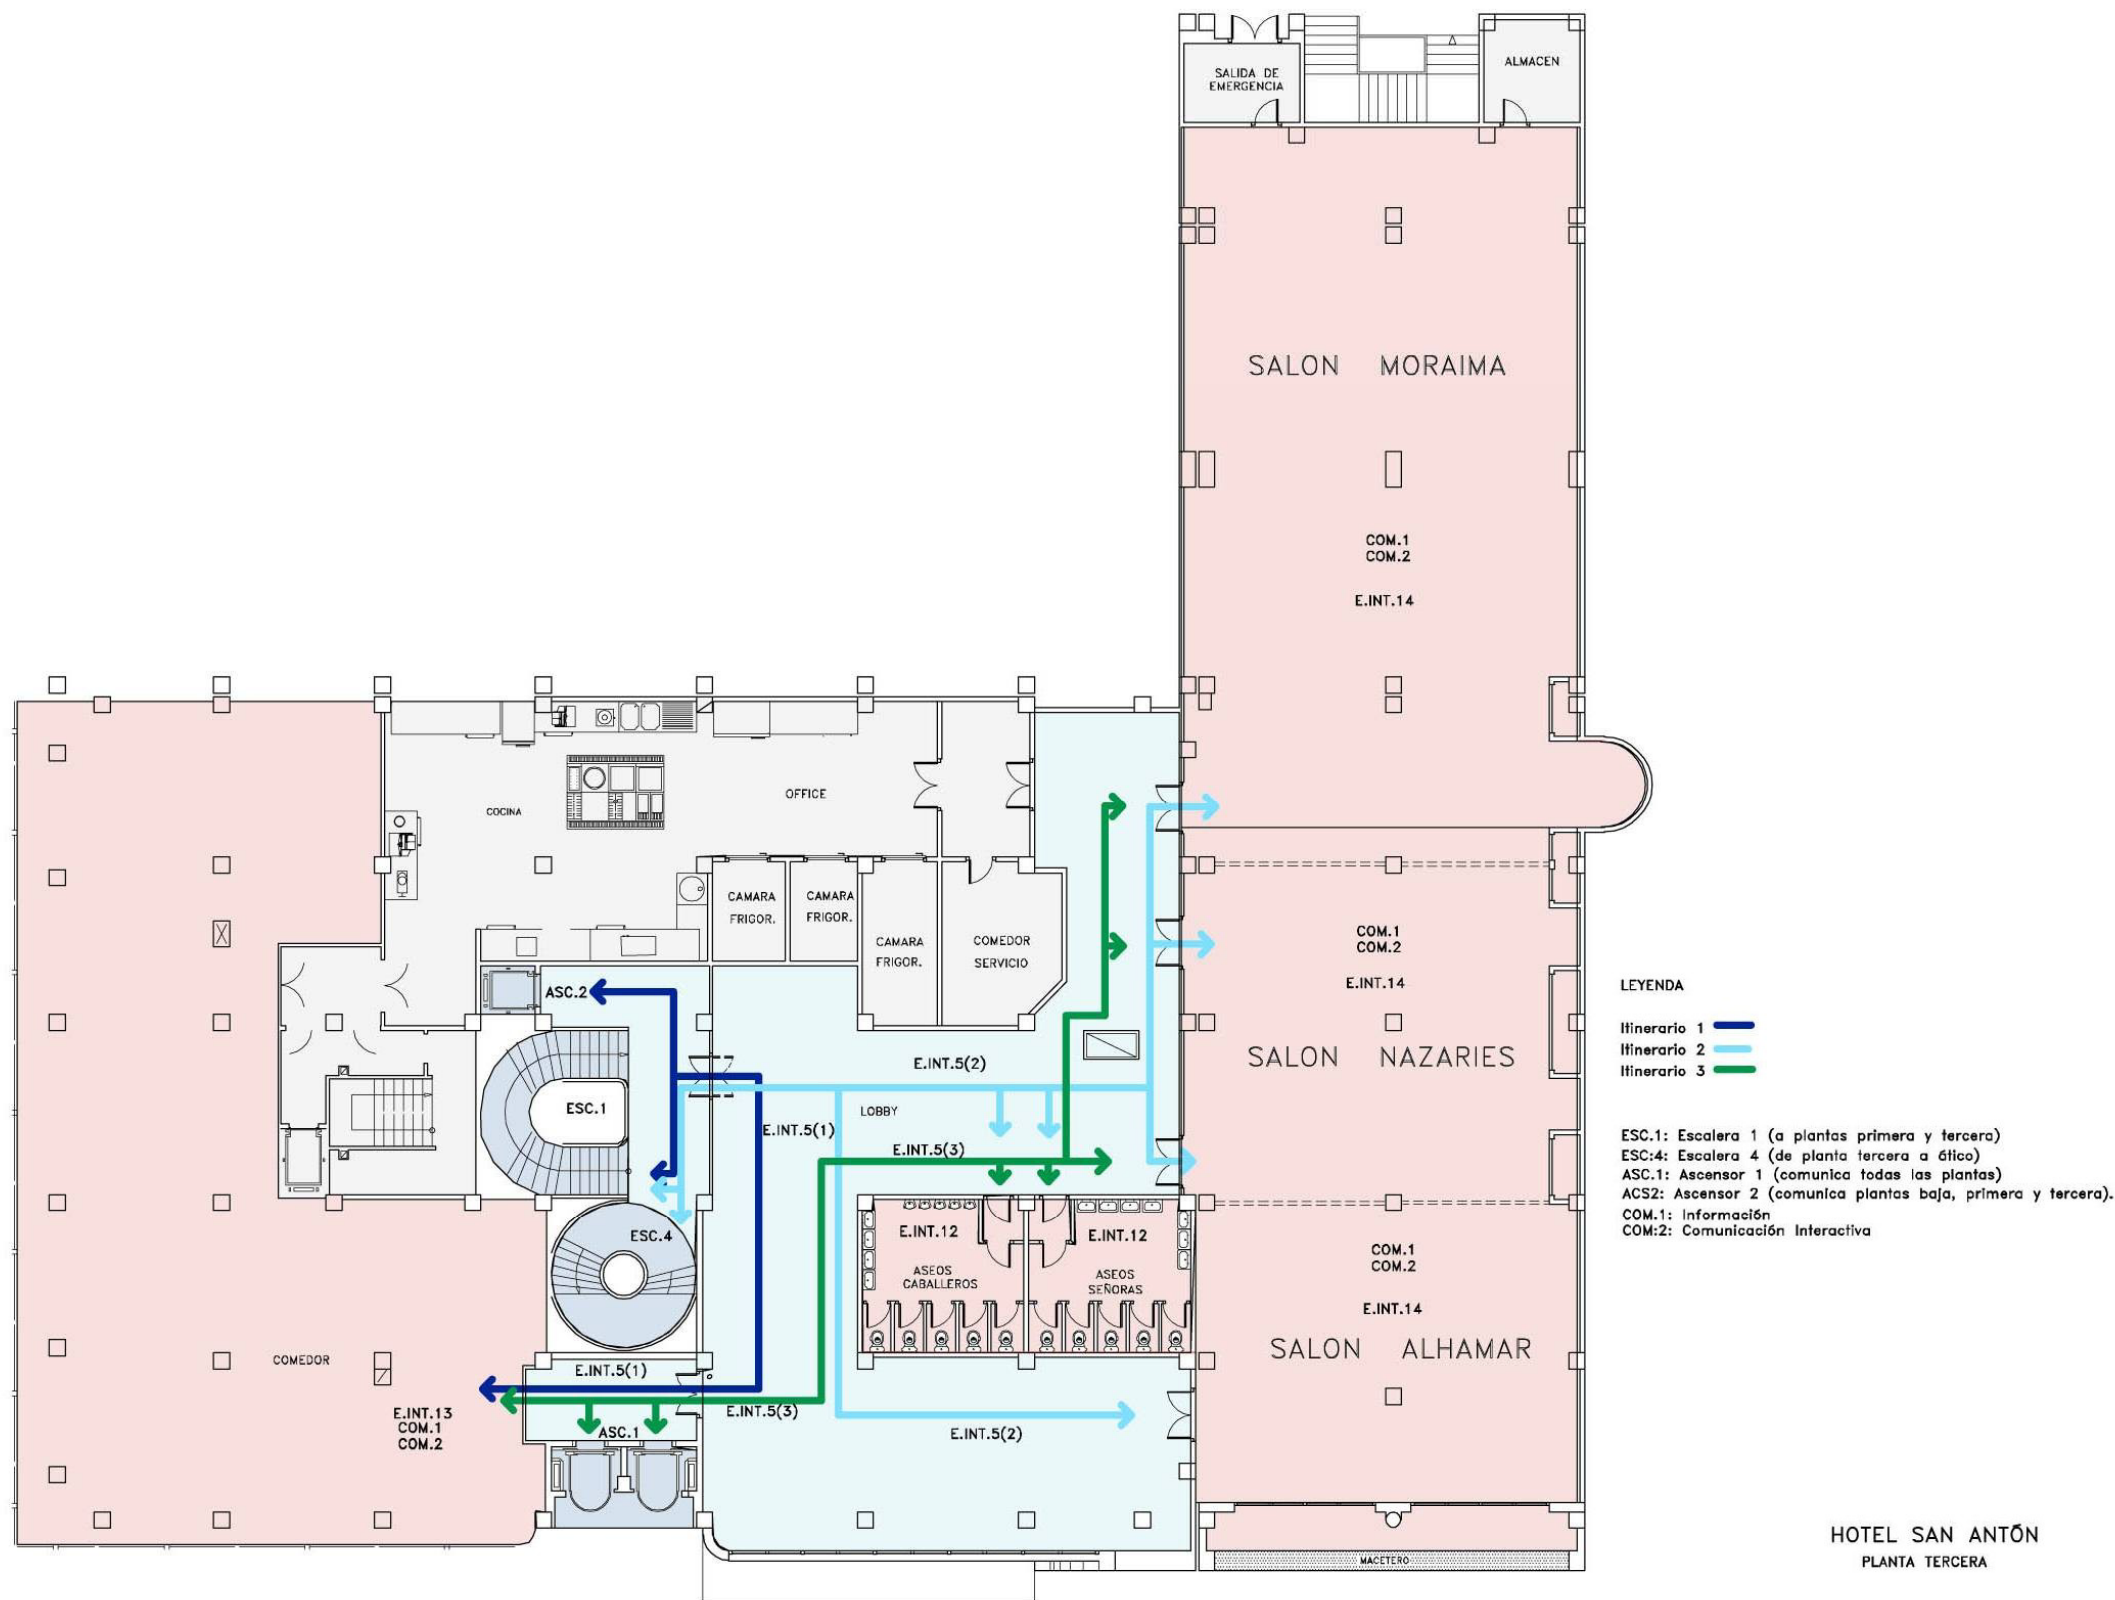 SALIDA DE
EMERGENCIA
ALMACEN
SALON MORAIMA
COM.1
COM.2
E.INT.14
COCINA
OFFICE
CAMARA
FRIGOR.
CAMARA
FRIGOR.
CAMARA
FRIGOR.
COMEDOR
SERVICIO
COM.1
COM.2
E.INT.14
SALON NAZARIES
ASC.2
ESC.1
E.INT.5(2)
LOBBY
E.INT.5(1)
E.INT.5(3)
ESC.4
E.INT.12
ASEOS
CABALLEROS
E.INT.12
ASEOS
SEÑORAS
COM.1
COM.2
E.INT.14
SALON ALHAMAR
COMEDOR
E.INT.5(1)
E.INT.13
COM.1
COM.2
E.INT.5(3)
ASC.1
E.INT.5(2)
MACETERO
LEYENDA
Itinerario 1
Itinerario 2
Itinerario 3
ESC.1: Escalera 1 (a plantas primera y tercera)
ESC:4: Escalera 4 (de planta tercera a ático)
ASC.1: Ascensor 1 (comunica todas las plantas)
ACS2: Ascensor 2 (comunica plantas baja, primera y tercera).
COM.1: Información
COM:2: Comunicación Interactiva
HOTEL SAN ANTÓN
PLANTA TERCERA